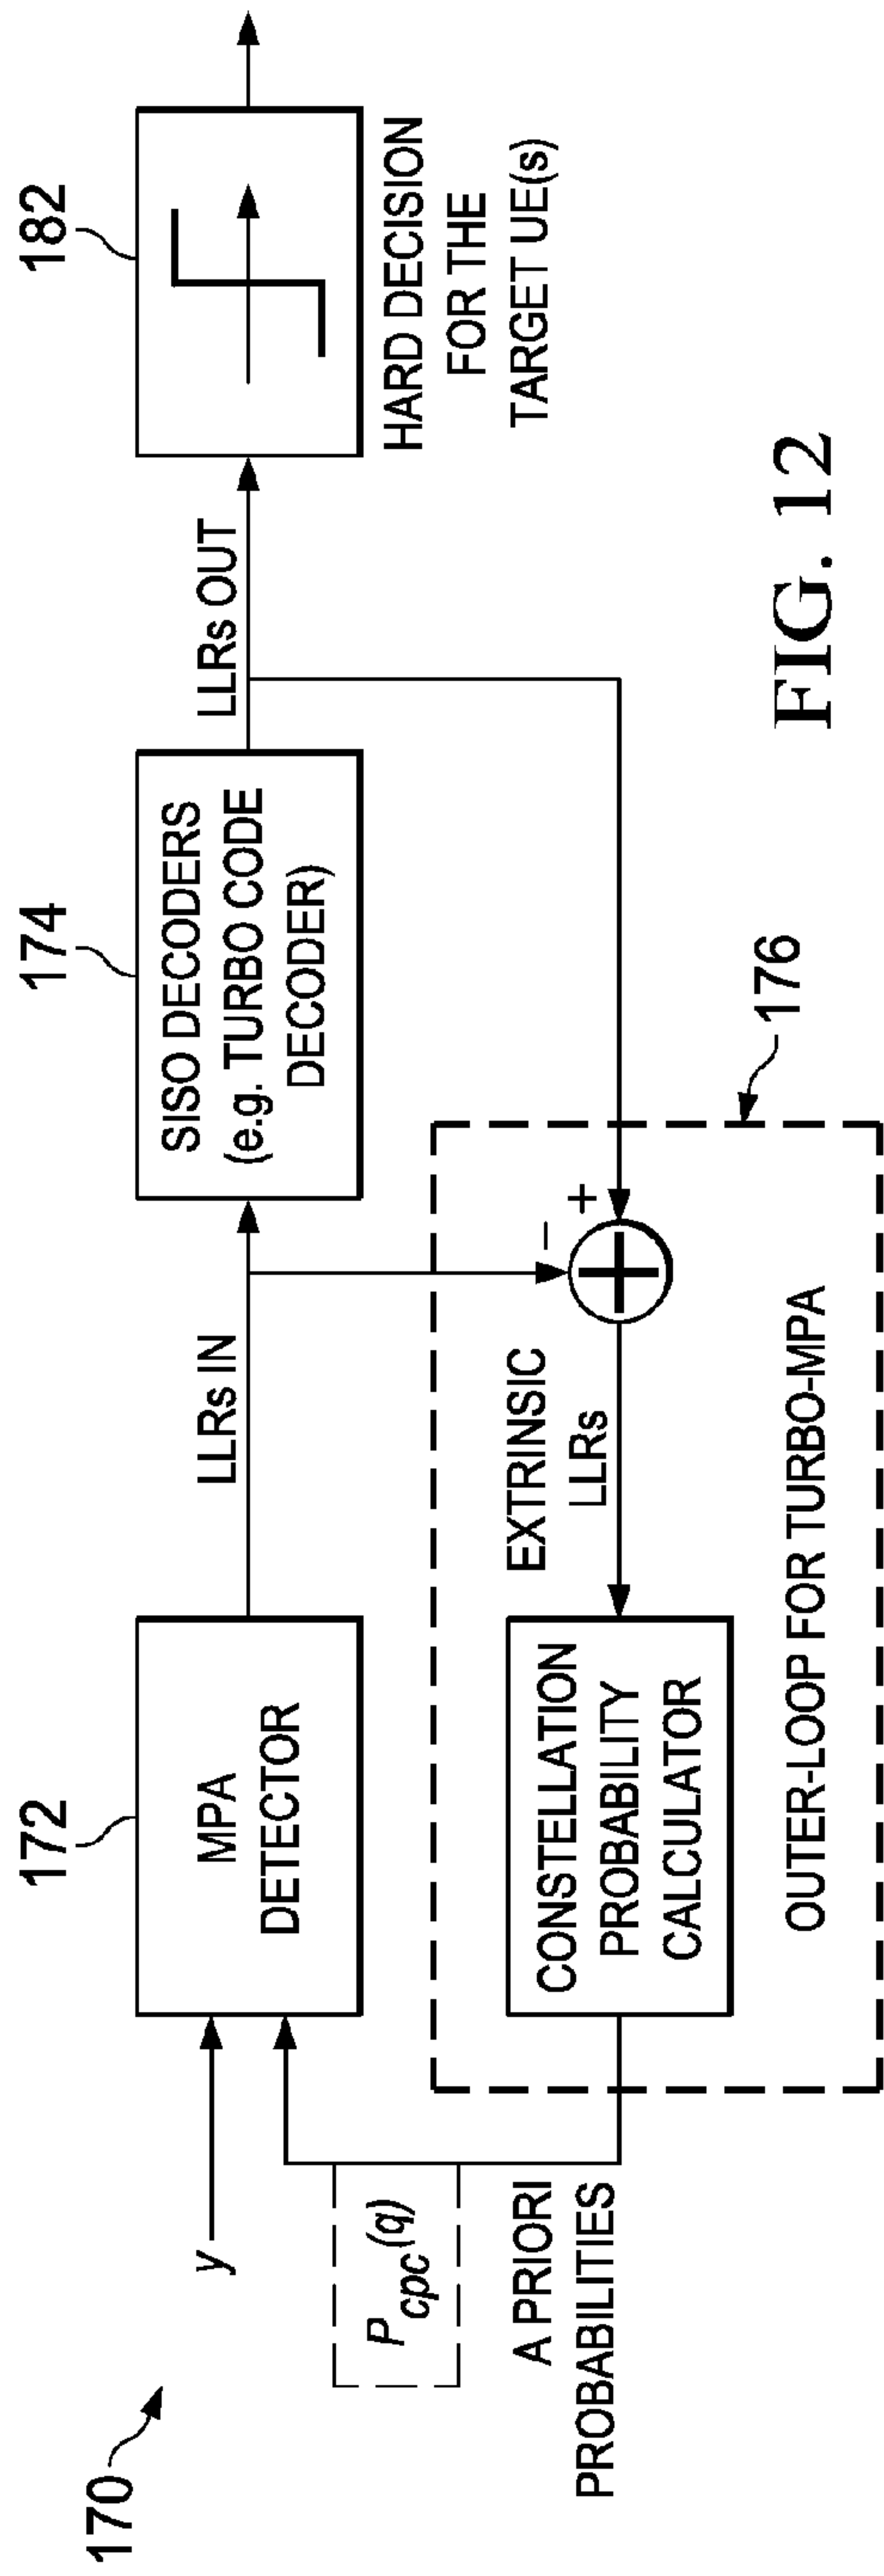 170
y
172
MPA
DETECTOR
LLRs IN
174
SISO DECODERS
(e.g. TURBO CODE
DECODER)
LLRs OUT
182
HARD DECISION
FOR THE
TARGET UE(s)
P cpc (q)
A PRIORI
PROBABILITIES
CONSTELLATION
PROBABILITY
CALCULATOR
EXTRINSIC
LLRs
−
+
176
OUTER-LOOP FOR TURBO-MPA
FIG. 12